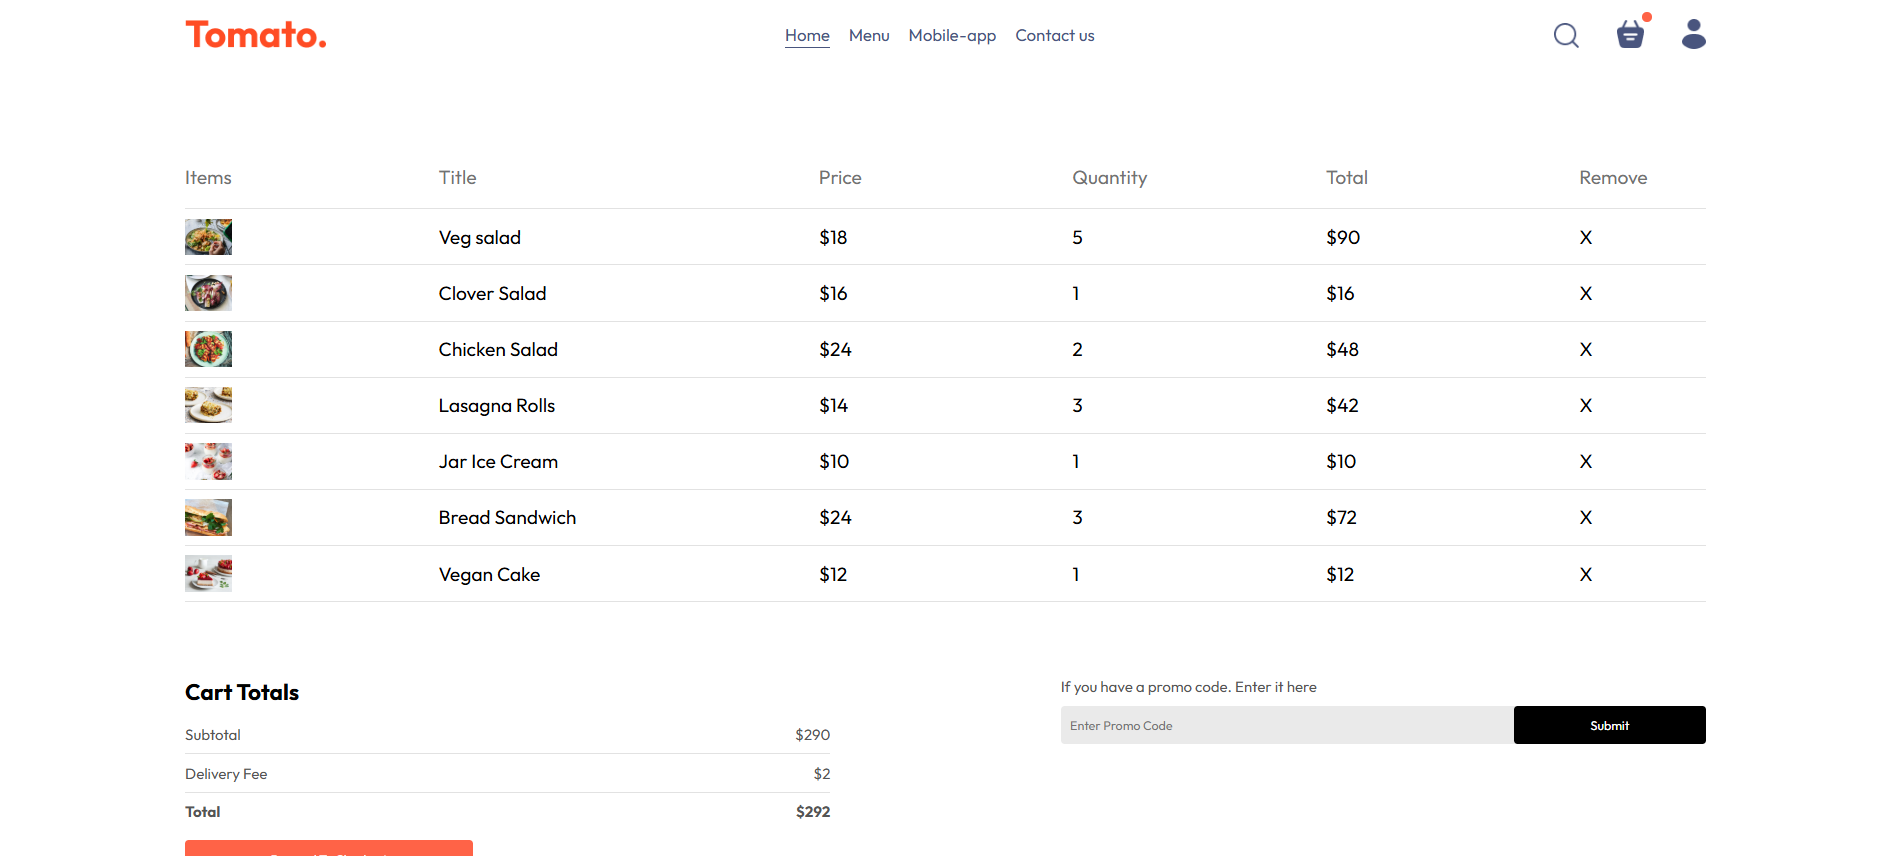 Tomato.
Home Menu Mobile-app Contact us
Items Title Price Quantity Total Remove
Veg salad $18 5 $90 X
Clover Salad $16 1 $16 X
Chicken Salad $24 2 $48 X
Lasagna Rolls $14 3 $42 X
Jar Ice Cream $10 1 $10 X
Bread Sandwich $24 3 $72 X
Vegan Cake $12 1 $12 X
Cart Totals
Subtotal $290
Delivery Fee $2
Total $292
If you have a promo code. Enter it here
Enter Promo Code Submit